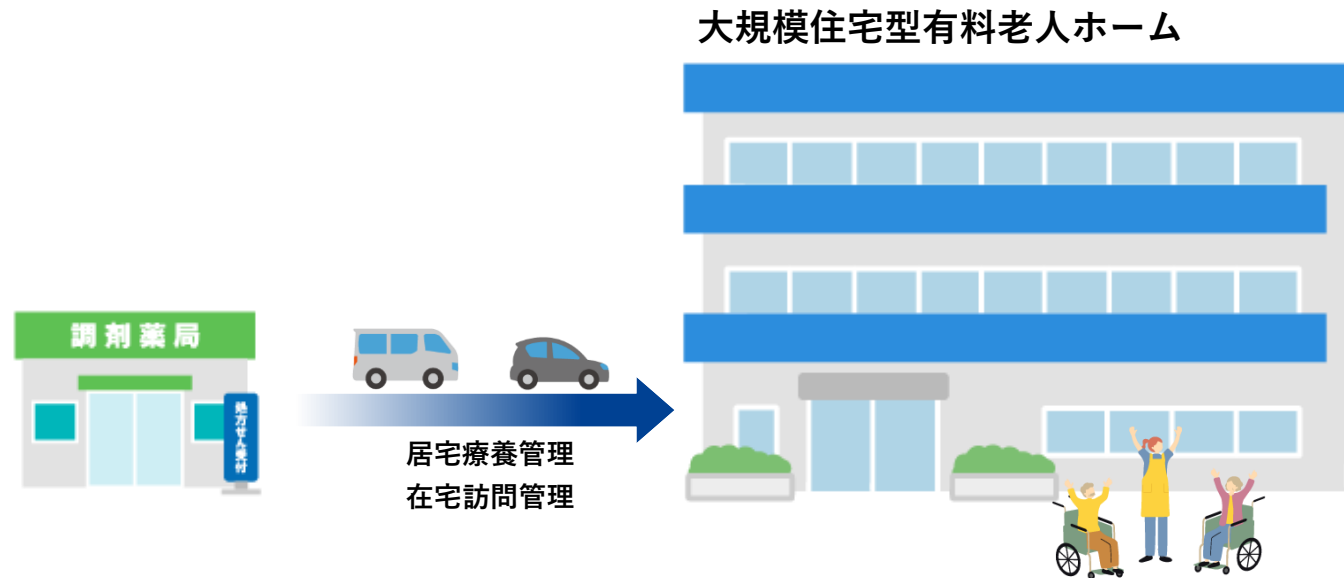 大規模住宅型有料老人ホーム
調剤薬局
処方せん受付
居宅療養管理
在宅訪問管理